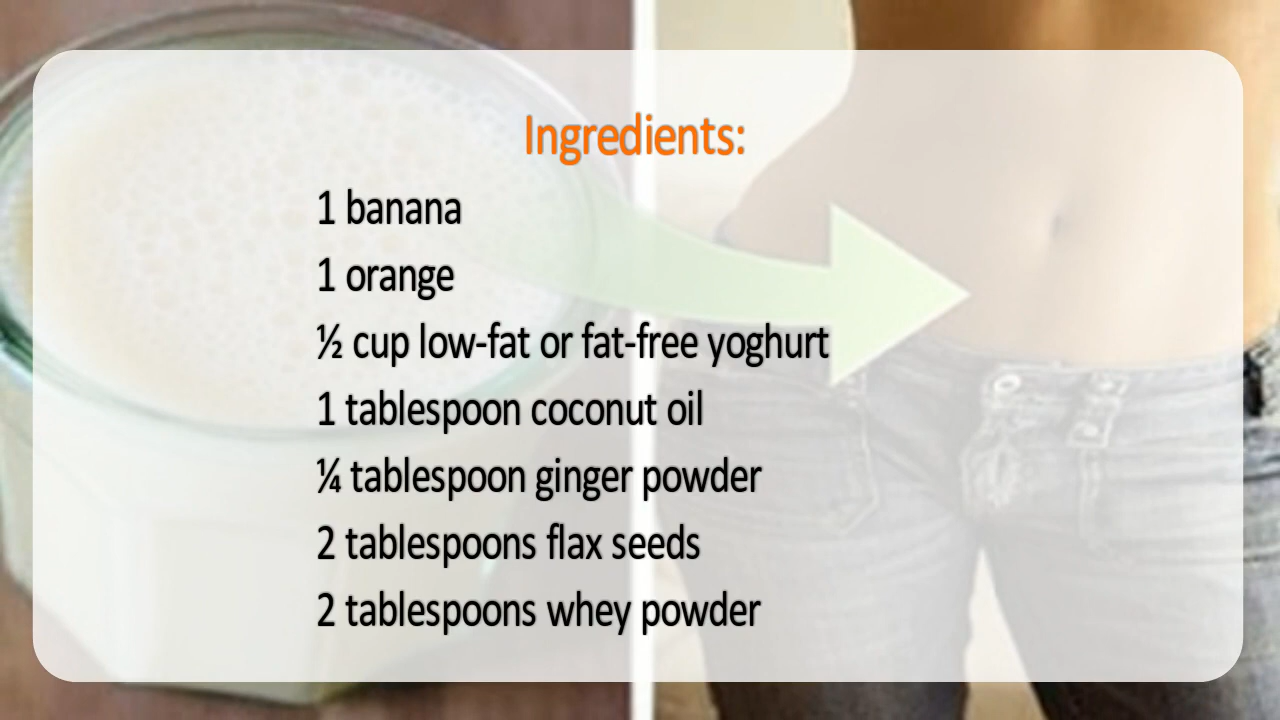 Ingredients:
1 banana
1 orange
½ cup low-fat or fat-free yoghurt
1 tablespoon coconut oil
¼ tablespoon ginger powder
2 tablespoons flax seeds
2 tablespoons whey powder